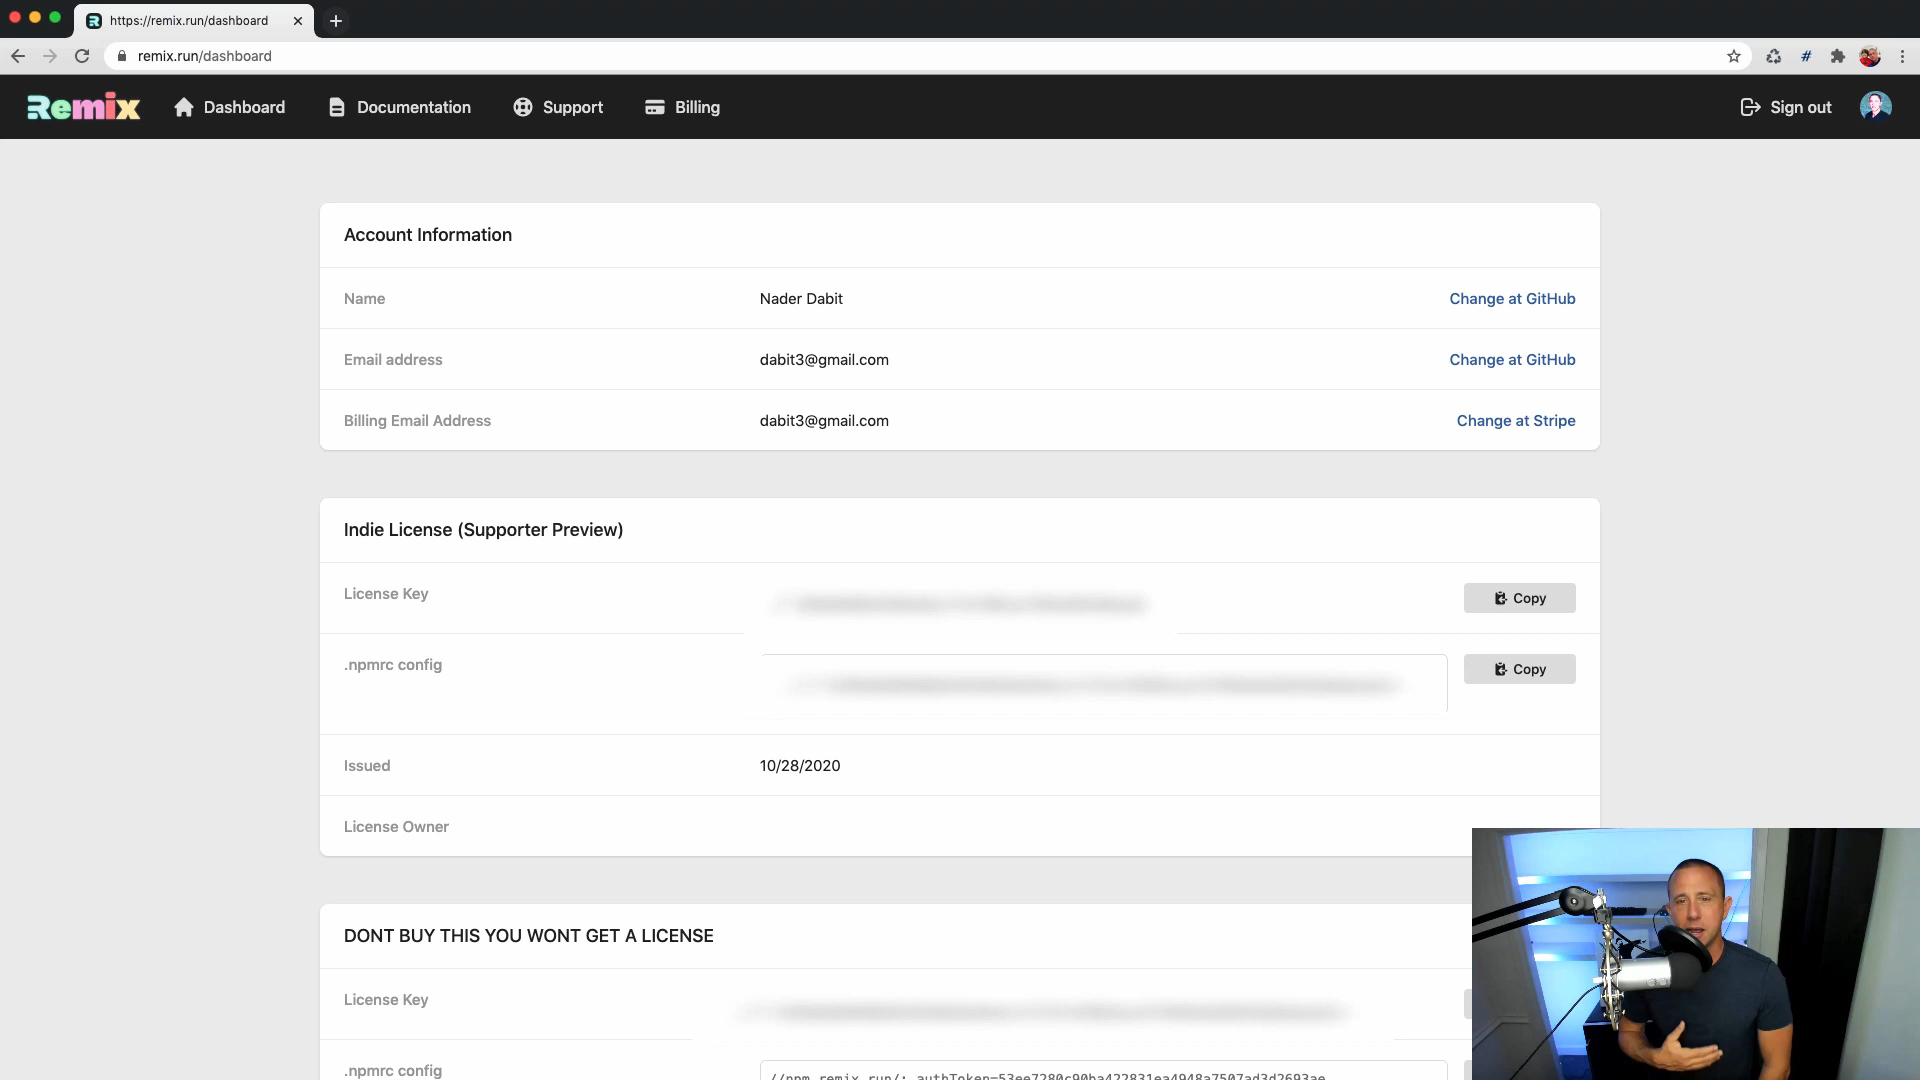 https://remix.run/dashboard
remix.run/dashboard
#
Remix
Dashboard
Documentation
Support
Billing
Sign out
Account Information
Name
Nader Dabit
Change at GitHub
Email address
dabit3@gmail.com
Change at GitHub
Billing Email Address
dabit3@gmail.com
Change at Stripe
Indie License (Supporter Preview)
License Key
Copy
.npmrc config
Copy
Issued
10/28/2020
License Owner
DONT BUY THIS YOU WONT GET A LICENSE
License Key
.npmrc config